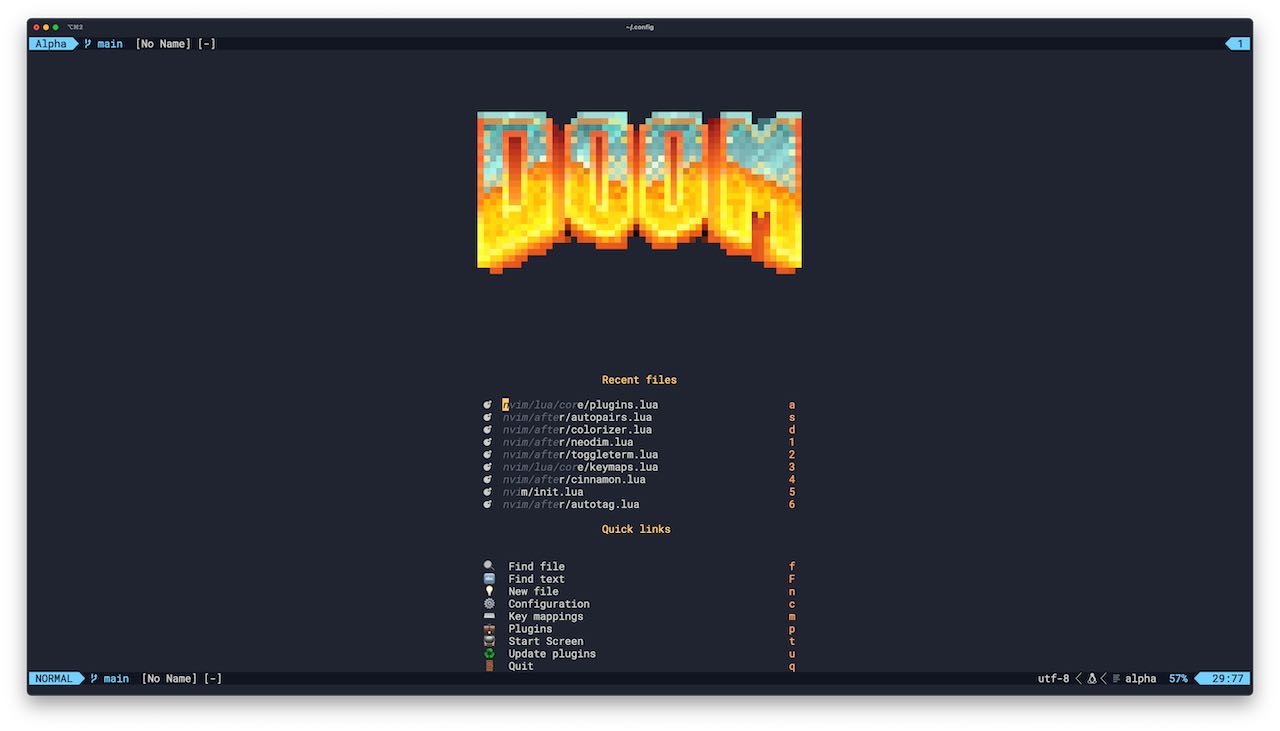 ⌥⌘2 ~/.config
Alpha main [No Name] [-] 1
DOOM
Recent files
nvim/lua/core/plugins.lua a
nvim/after/autopairs.lua s
nvim/after/colorizer.lua d
nvim/after/neodim.lua 1
nvim/after/toggleterm.lua 2
nvim/lua/core/keymaps.lua 3
nvim/after/cinnamon.lua 4
nvim/init.lua 5
nvim/after/autotag.lua 6
Quick links
Find file f
Find text F
New file n
Configuration c
Key mappings m
Plugins p
Start Screen t
Update plugins u
Quit q
NORMAL main [No Name] [-] utf-8 alpha 57% 29:77